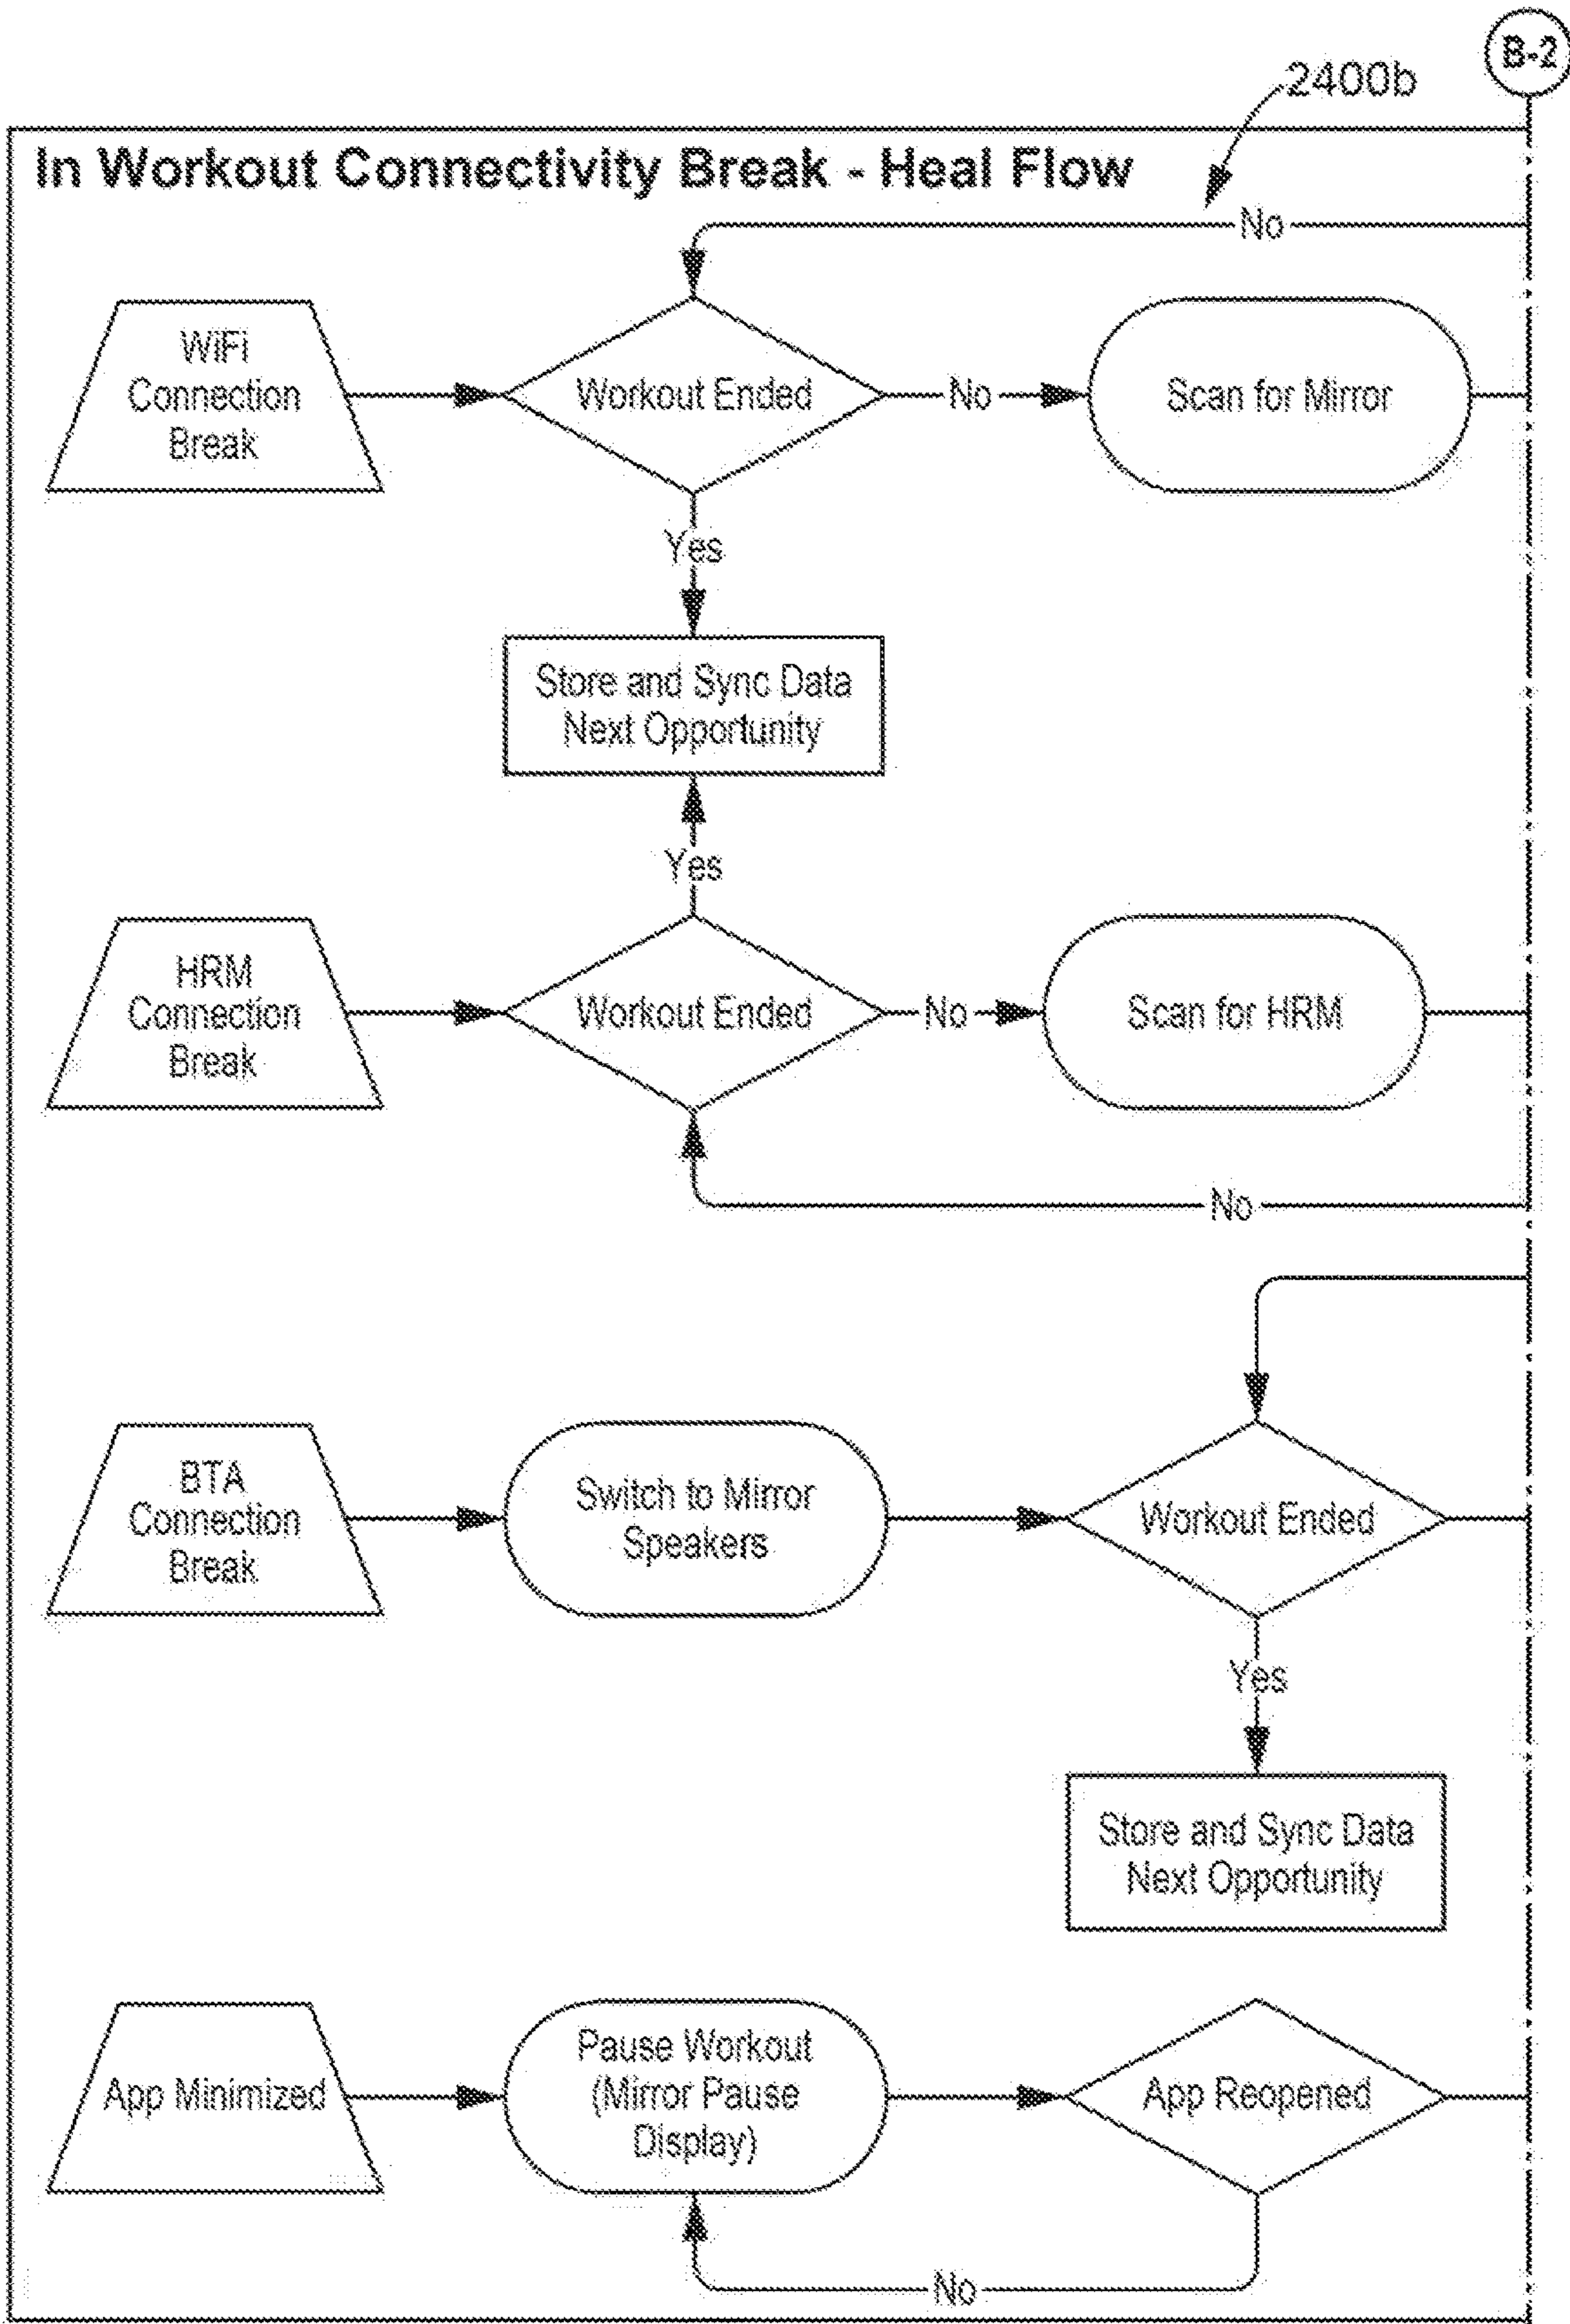 B-2
2400b
In Workout Connectivity Break - Heal Flow
No
WiFi
Connection
Break
Workout Ended
No
Scan for Mirror
Yes
Store and Sync Data
Next Opportunity
Yes
HRM
Connection
Break
Workout Ended
No
Scan for HRM
No
BTA
Connection
Break
Switch to Mirror
Speakers
Workout Ended
Yes
Store and Sync Data
Next Opportunity
App Minimized
Pause Workout
(Mirror Pause
Display)
App Reopened
No